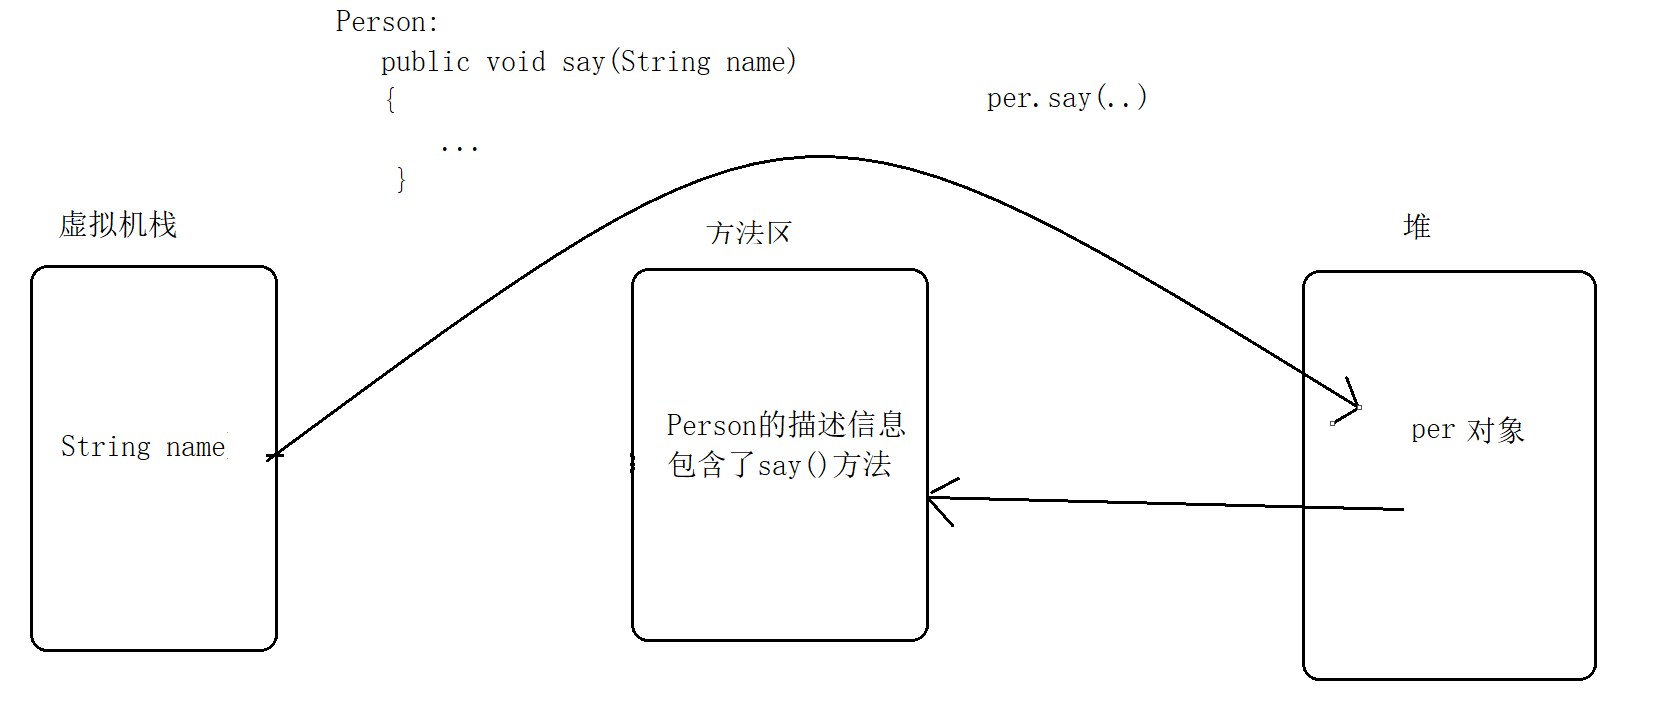 Person:
public void say(String name)
{
per.say(..)
...
}
虚拟机栈
方法区
堆
String name
Person的描述信息
包含了say()方法
per 对象